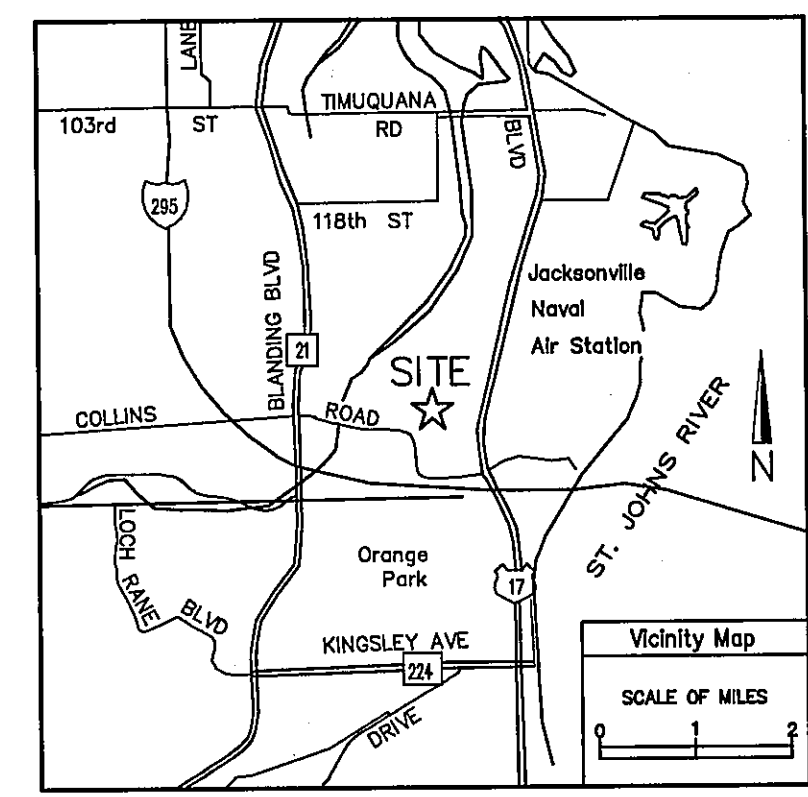 LANE
TIMUQUANA
103rd ST RD
BLVD
295
118th ST
Jacksonville
Naval
Air Station
BLANDING BLVD
21
SITE
COLLINS ROAD
N
ST. JOHNS RIVER
LOCH RANE BLVD
Orange
Park
17
KINGSLEY AVE
224
DRIVE
Vicinity Map
SCALE OF MILES
0 1 2